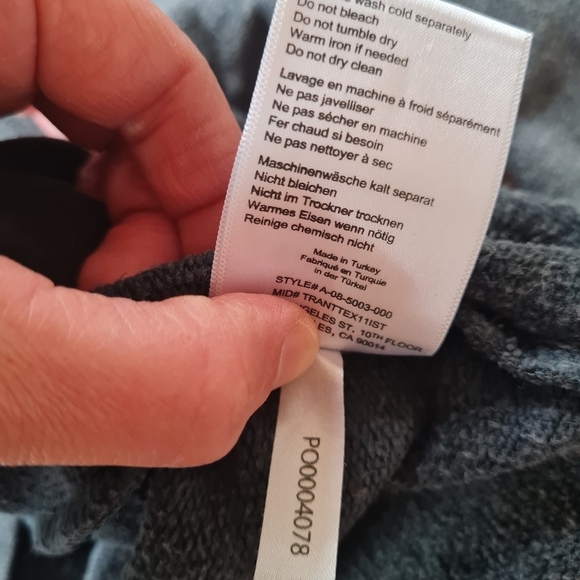 wash cold separately
Do not bleach
Do not tumble dry
Warm iron if needed
Do not dry clean
Lavage en machine à froid séparément
Ne pas javelliser
Ne pas sécher en machine
Fer chaud si besoin
Ne pas nettoyer à sec
Maschinenwäsche kalt separat
Nicht bleichen
Nicht im Trockner trocknen
Warmes Eisen wenn nötig
Reinige chemisch nicht
Made in Turkey
Fabriqué en Turquie
in der Türkei
STYLE# A-08-5003-000
MID# TRANTTEX11IST
GELES ST. 10TH FLOOR
ES, CA 90014
PO0004078